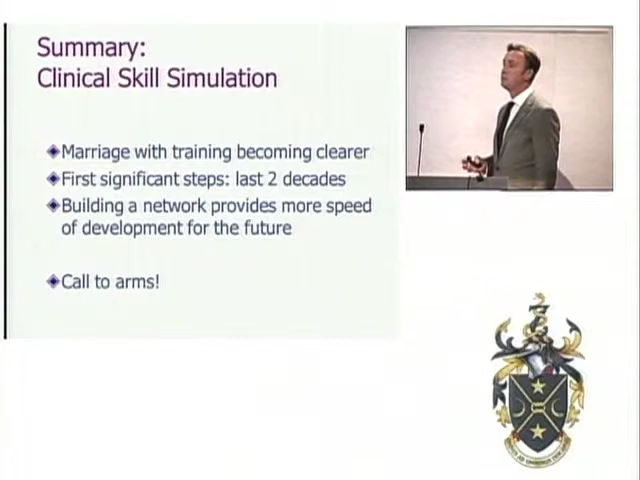 Summary:
Clinical Skill Simulation
Marriage with training becoming clearer
First significant steps: last 2 decades
Building a network provides more speed
of development for the future
Call to arms!